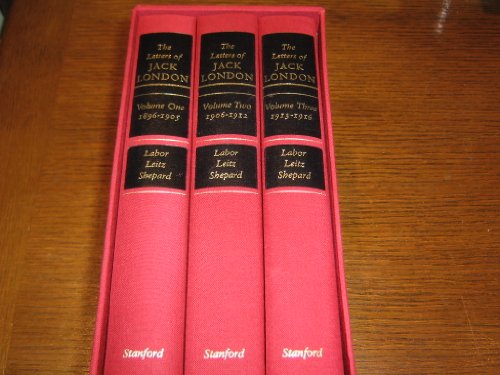 The
Letters of
JACK
LONDON
Volume One
1896-1905
Labor
Leitz
Shepard
Stanford
The
Letters of
JACK
LONDON
Volume Two
1906-1912
Labor
Leitz
Shepard
Stanford
The
Letters of
JACK
LONDON
Volume Three
1913-1916
Labor
Leitz
Shepard
Stanford